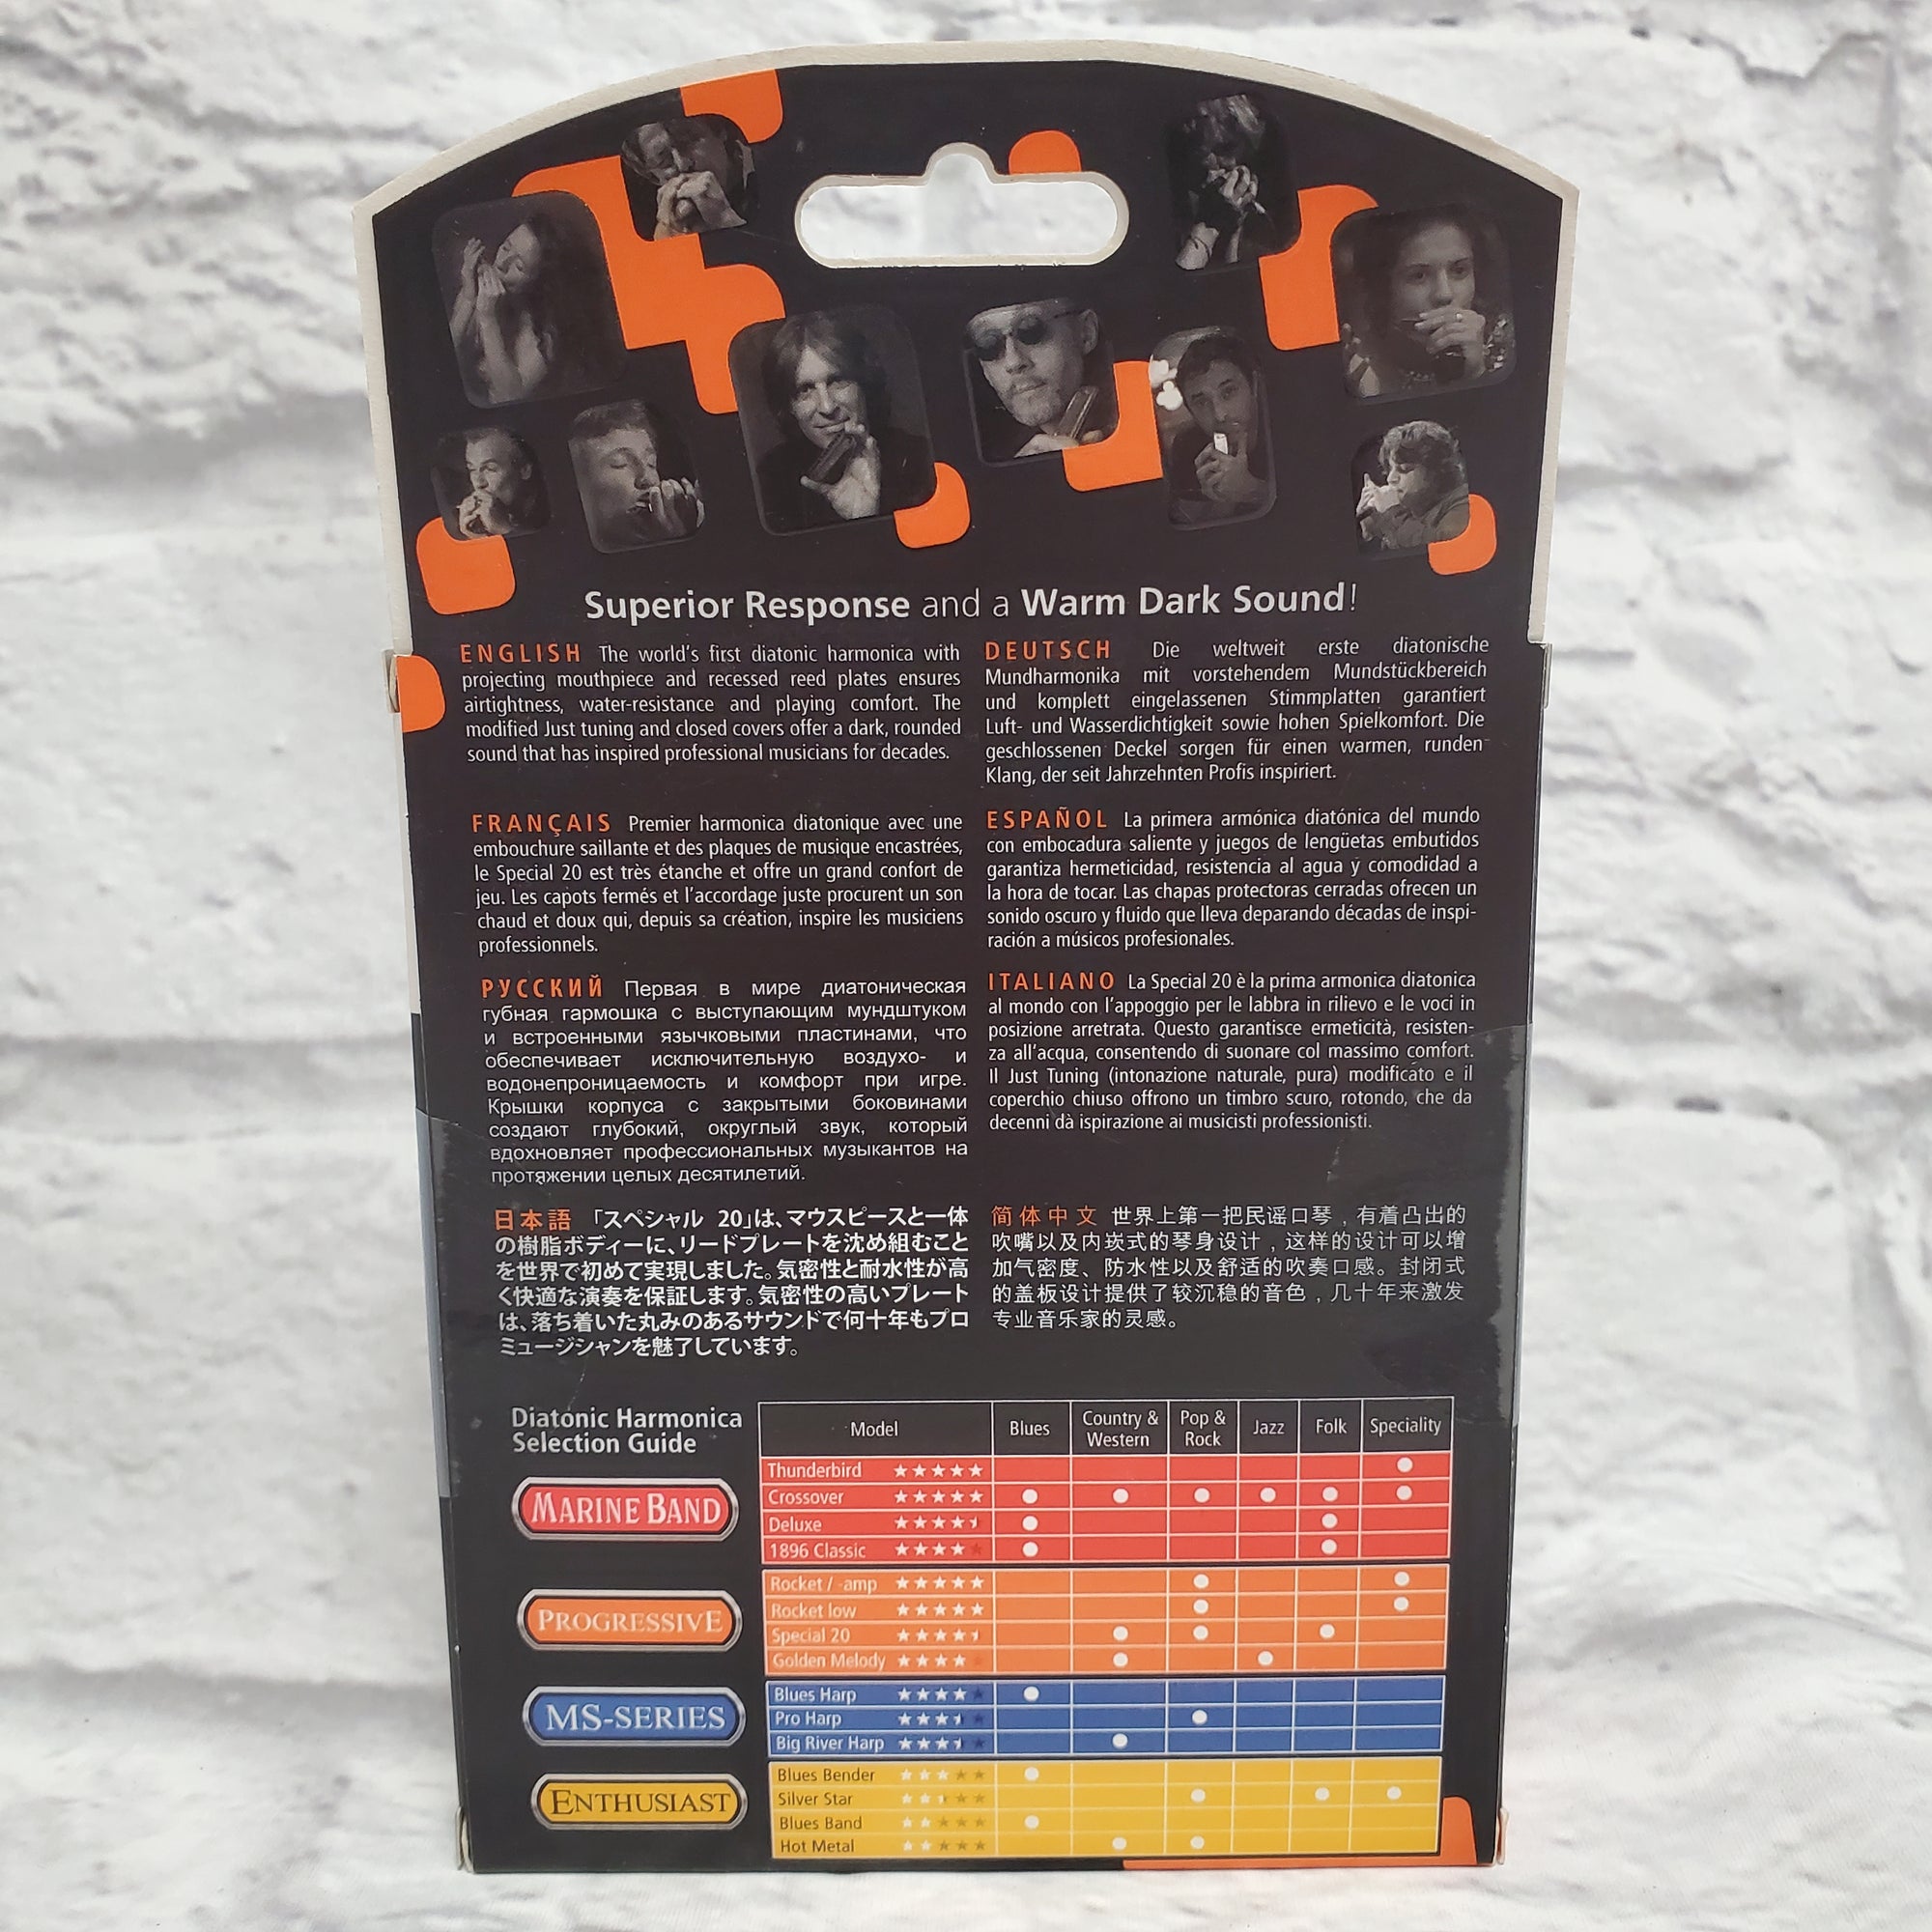 Superior Response and a Warm Dark Sound!
ENGLISH The world's first diatonic harmonica with
projecting mouthpiece and recessed reed plates ensures
airtightness, water-resistance and playing comfort. The
modified Just tuning and closed covers offer a dark, rounded
sound that has inspired professional musicians for decades.
DEUTSCH Die weltweit erste diatonische
Mundharmonika mit vorstehendem Mundstückbereich
und komplett eingelassenen Stimmplatten garantiert
Luft- und Wasserdichtigkeit sowie hohen Spielkomfort. Die
geschlossenen Deckel sorgen für einen warmen, runden
Klang, der seit Jahrzehnten Profis inspiriert.
FRANÇAIS Premier harmonica diatonique avec une
embouchure saillante et des plaques de musique encastrées,
le Special 20 est très étanche et offre un grand confort de
jeu. Les capots fermés et l'accordage juste procurent un son
chaud et doux qui, depuis sa création, inspire les musiciens
professionnels.
ESPAÑOL La primera armónica diatónica del mundo
con embocadura saliente y juegos de lengüetas embutidos
garantiza hermeticidad, resistencia al agua y comodidad a
la hora de tocar. Las chapas protectoras cerradas ofrecen un
sonido oscuro y fluido que lleva deparando décadas de inspi-
ración a músicos profesionales.
РУССКИЙ Первая в мире диатоническая
губная гармошка с выступающим мундштуком
и встроенными язычковыми пластинами, что
обеспечивает исключительную воздухо- и
водонепроницаемость и комфорт при игре.
Крышки корпуса с закрытыми боковинами
создают глубокий, округлый звук, который
вдохновляет профессиональных музыкантов на
протяжении целых десятилетий.
ITALIANO La Special 20 è la prima armonica diatonica
al mondo con l'appoggio per le labbra in rilievo e le voci in
posizione arretrata. Questo garantisce ermeticità, resisten-
za all'acqua, consentendo di suonare col massimo comfort.
Il Just Tuning (intonazione naturale, pura) modificato e il
coperchio chiuso offrono un timbro scuro, rotondo, che da
decenni dà ispirazione ai musicisti professionisti.
日本語 「スペシャル 20」は、マウスピースと一体
の樹脂ボディーに、リードプレートを沈め組むこと
を世界で初めて実現しました。気密性と耐水性が高
く快適な演奏を保証します。気密性の高いプレート
は、落ち着いた丸みのあるサウンドで何十年もプロ
ミュージシャンを魅了しています。
简体中文 世界上第一把民谣口琴，有着凸出的
吹嘴以及内嵌式的琴身设计，这样的设计可以增
加气密度、防水性以及舒适的吹奏口感。封闭式
的盖板设计提供了较沉稳的音色，几十年来激发
专业音乐家的灵感。
Diatonic Harmonica
Selection Guide
Model Blues Country & Western Pop & Rock Jazz Folk Speciality
MARINE BAND
Thunderbird ★★★★★
Crossover ★★★★★
Deluxe
1896 Classic
PROGRESSIVE
Rocket / -amp ★★★★★
Rocket low ★★★★★
Special 20
Golden Melody
MS-SERIES
Blues Harp
Pro Harp
Big River Harp
ENTHUSIAST
Blues Bender
Silver Star
Blues Band
Hot Metal